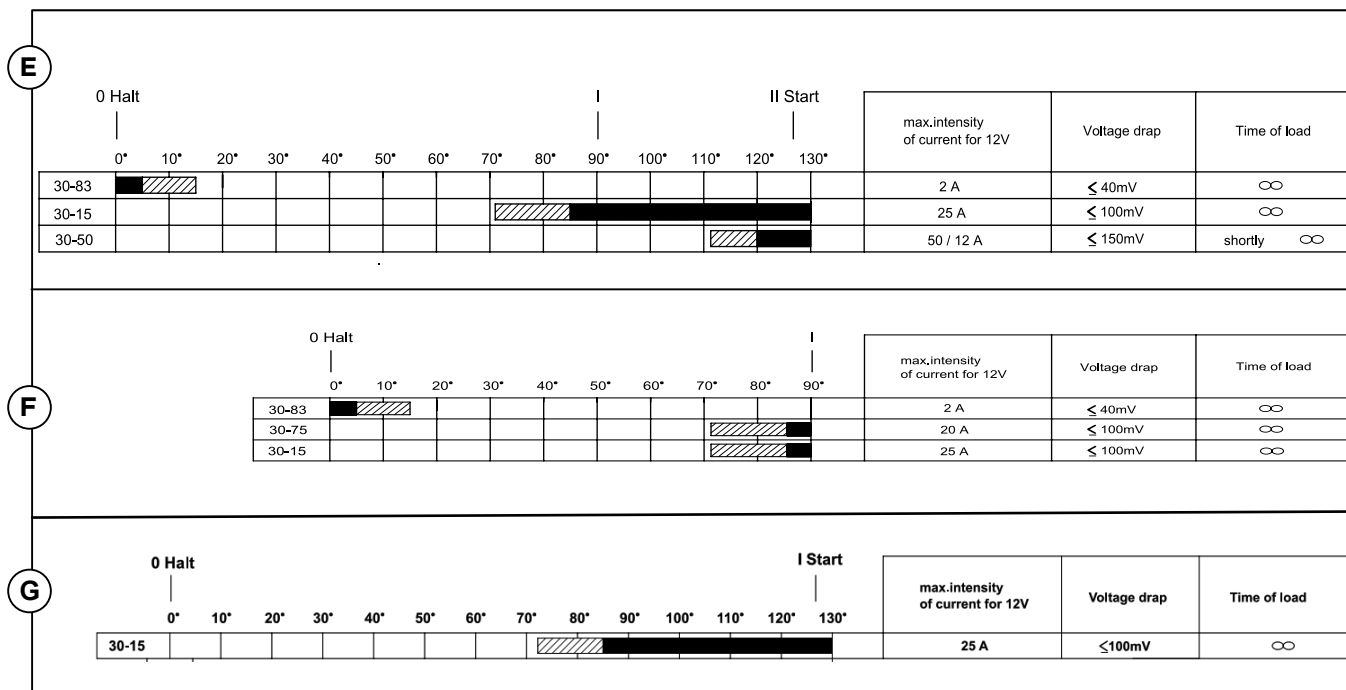 E
0 Halt I II Start
max.intensity of current for 12V Voltage drap Time of load
0° 10° 20° 30° 40° 50° 60° 70° 80° 90° 100° 110° 120° 130°
30-83 2 A ≤ 40mV ∞
30-15 25 A ≤ 100mV ∞
30-50 50 / 12 A ≤ 150mV shortly ∞
F
0 Halt I
max.intensity of current for 12V Voltage drap Time of load
0° 10° 20° 30° 40° 50° 60° 70° 80° 90°
30-83 2 A ≤ 40mV ∞
30-75 20 A ≤ 100mV ∞
30-15 25 A ≤ 100mV ∞
G
0 Halt I Start
max.intensity of current for 12V Voltage drap Time of load
0° 10° 20° 30° 40° 50° 60° 70° 80° 90° 100° 110° 120° 130°
30-15 25 A ≤100mV ∞